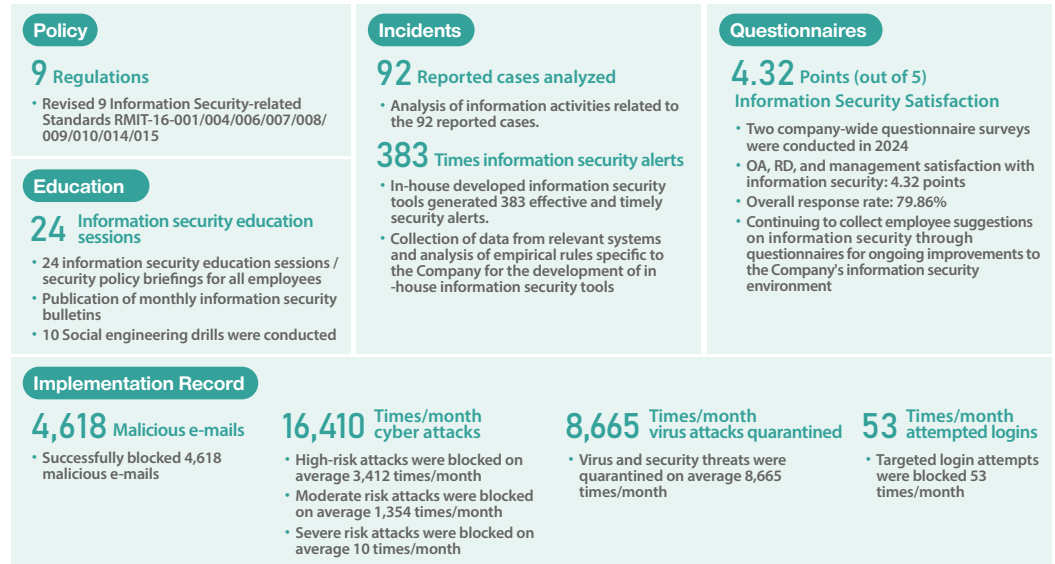 Policy
9 Regulations
• Revised 9 Information Security-related
Standards RMIT-16-001/004/006/007/008/
009/010/014/015
Education
24 Information security education
sessions
• 24 information security education sessions /
security policy briefings for all employees
• Publication of monthly information security
bulletins
• 10 Social engineering drills were conducted
Incidents
92 Reported cases analyzed
• Analysis of information activities related to
the 92 reported cases.
383 Times information security alerts
• In-house developed information security
tools generated 383 effective and timely
security alerts.
• Collection of data from relevant systems
and analysis of empirical rules specific to
the Company for the development of in
-house information security tools
Questionnaires
4.32 Points (out of 5)
Information Security Satisfaction
• Two company-wide questionnaire surveys
were conducted in 2024
• OA, RD, and management satisfaction with
information security: 4.32 points
• Overall response rate: 79.86%
• Continuing to collect employee suggestions
on information security through
questionnaires for ongoing improvements to
the Company's information security
environment
Implementation Record
4,618 Malicious e-mails
• Successfully blocked 4,618
malicious e-mails
16,410 Times/month
cyber attacks
• High-risk attacks were blocked on
average 3,412 times/month
• Moderate risk attacks were blocked
on average 1,354 times/month
• Severe risk attacks were blocked on
average 10 times/month
8,665 Times/month
virus attacks quarantined
• Virus and security threats were
quarantined on average 8,665
times/month
53 Times/month
attempted logins
• Targeted login attempts
were blocked 53
times/month